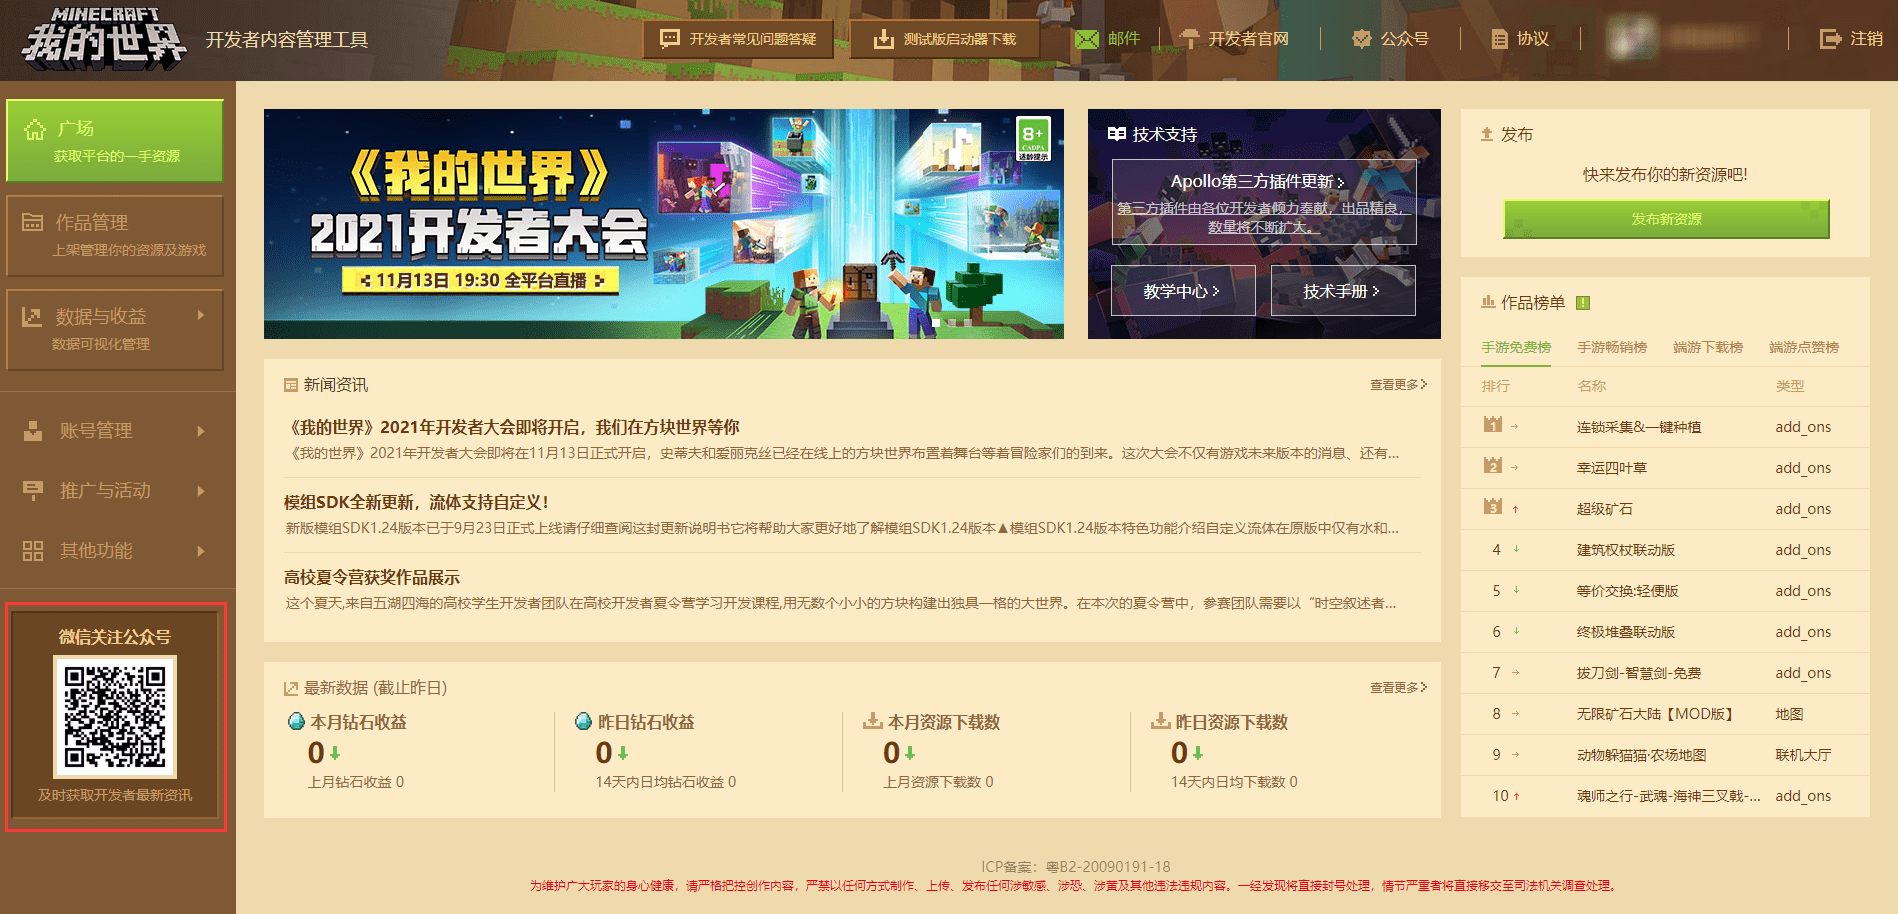 MINECRAFT
我的世界
开发者内容管理工具
开发者常见问题答疑
测试版启动器下载
邮件
开发者官网
公众号
协议
注销
广场
获取平台的一手资源
作品管理
上架管理你的资源及游戏
数据与收益
数据可视化管理
账号管理
推广与活动
其他功能
微信关注公众号
及时获取开发者最新资讯
《我的世界》
2021开发者大会
11月13日 19:30 全平台直播
8+
CADPA
适龄提示
技术支持
Apollo第三方插件更新
第三方插件由各位开发者倾力奉献，出品精良，
数量将不断扩大。
教学中心
技术手册
新闻资讯
查看更多
《我的世界》2021年开发者大会即将开启，我们在方块世界等你
《我的世界》2021年开发者大会即将在11月13日正式开启，史蒂夫和爱丽克丝已经在线上的方块世界布置着舞台等着冒险家们的到来。这次大会不仅有游戏未来版本的消息、还有...
模组SDK全新更新，流体支持自定义！
新版模组SDK1.24版本已于9月23日正式上线请仔细查阅这封更新说明书它将帮助大家更好地了解模组SDK1.24版本▲模组SDK1.24版本特色功能介绍自定义流体在原版中仅有水和...
高校夏令营获奖作品展示
这个夏天,来自五湖四海的高校学生开发者团队在高校开发者夏令营学习开发课程,用无数个小小的方块构建出独具一格的大世界。在本次的夏令营中，参赛团队需要以“时空叙述者...
最新数据 (截止昨日)
查看更多
本月钻石收益
0
上月钻石收益 0
昨日钻石收益
0
14天内日均钻石收益 0
本月资源下载数
0
上月资源下载数 0
昨日资源下载数
0
14天内日均下载数 0
发布
快来发布你的新资源吧!
发布新资源
作品榜单
手游免费榜 手游畅销榜 端游下载榜 端游点赞榜
排行 名称 类型
1 连锁采集&一键种植 add_ons
2 幸运四叶草 add_ons
3 超级矿石 add_ons
4 建筑权杖联动版 add_ons
5 等价交换:轻便版 add_ons
6 终极堆叠联动版 add_ons
7 拔刀剑-智慧剑-免费 add_ons
8 无限矿石大陆【MOD版】 地图
9 动物躲猫猫·农场地图 联机大厅
10 魂师之行-武魂-海神三叉戟-... add_ons
ICP备案：粤B2-20090191-18
为维护广大玩家的身心健康，请严格把控创作内容，严禁以任何方式制作、上传、发布任何涉敏感、涉恐、涉黄及其他违法违规内容。一经发现将直接封号处理，情节严重者将直接移交至司法机关调查处理。